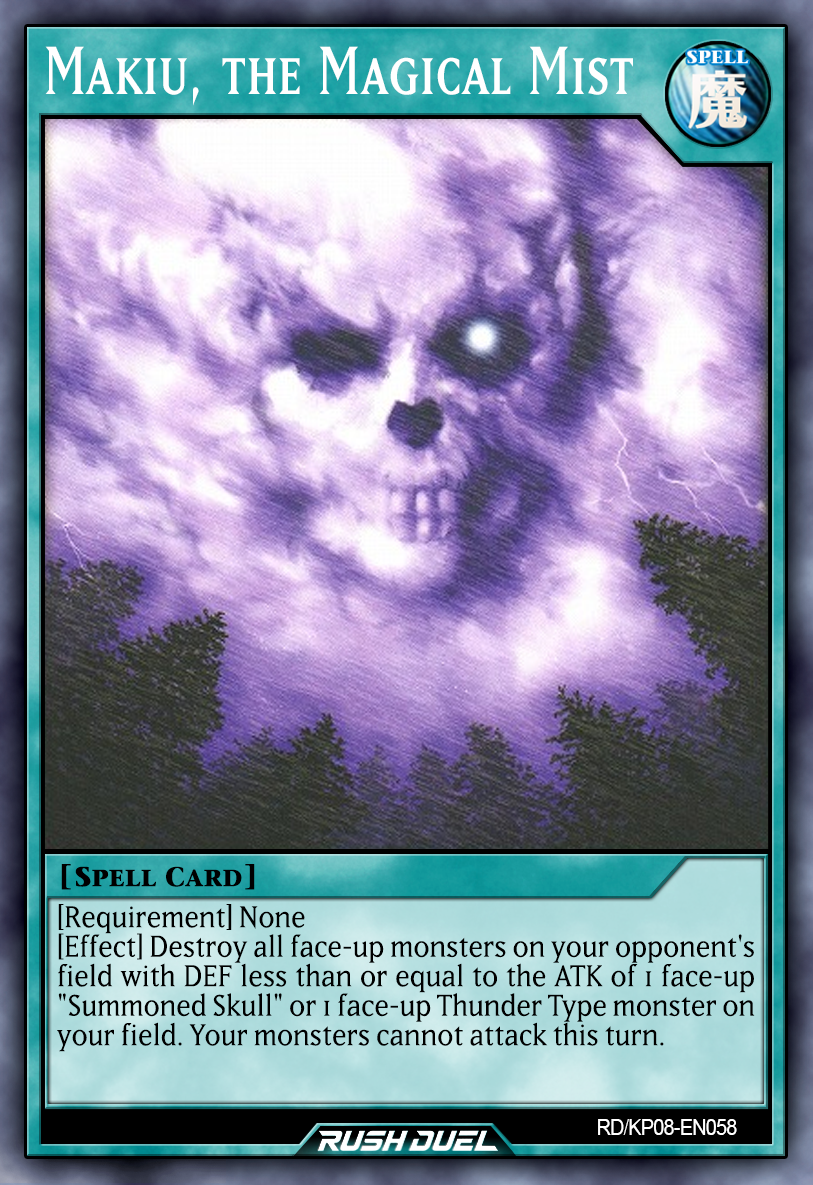 Makiu, the Magical Mist
SPELL
魔
[Spell Card]
[Requirement] None
[Effect] Destroy all face-up monsters on your opponent's
field with DEF less than or equal to the ATK of 1 face-up
"Summoned Skull" or 1 face-up Thunder Type monster on
your field. Your monsters cannot attack this turn.
RD/KP08-EN058
RUSH DUEL